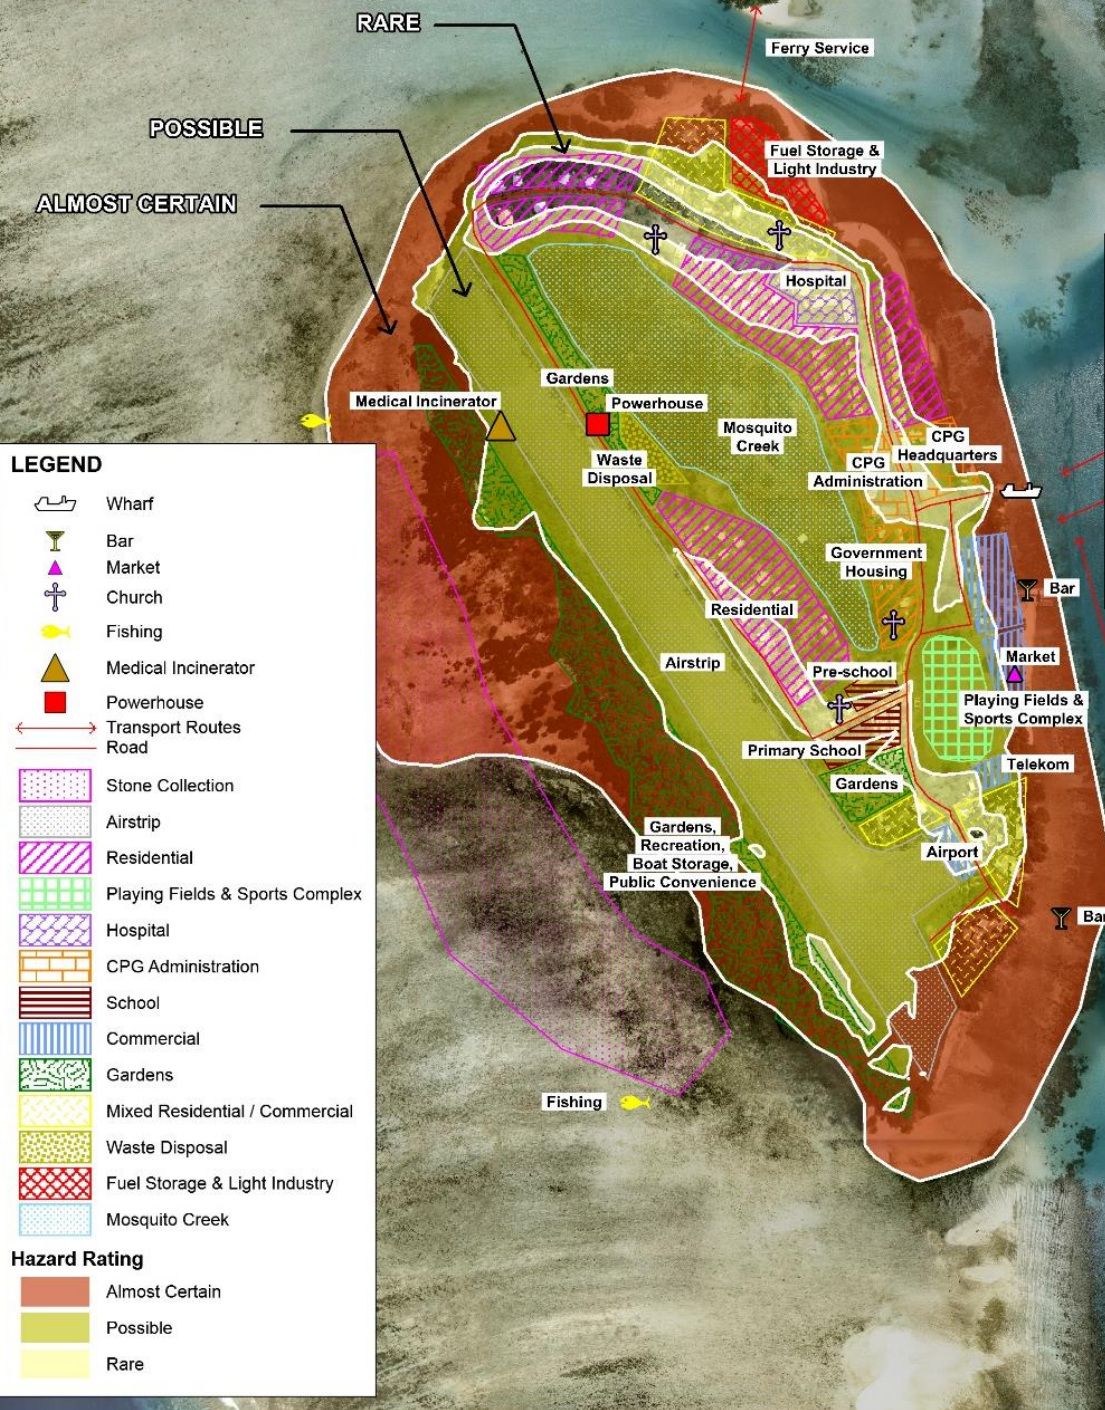 RARE
Ferry Service
POSSIBLE
Fuel Storage &
Light Industry
ALMOST CERTAIN
Hospital
Gardens
Medical Incinerator
Powerhouse
Mosquito
Creek
CPG
Headquarters
Waste
Disposal
CPG
Administration
Government
Housing
Bar
Residential
Airstrip
Pre-school
Market
Playing Fields &
Sports Complex
Primary School
Telekom
Gardens
Gardens,
Recreation,
Boat Storage,
Public Convenience
Airport
Bar
Fishing
LEGEND
Wharf
Bar
Market
Church
Fishing
Medical Incinerator
Powerhouse
Transport Routes
Road
Stone Collection
Airstrip
Residential
Playing Fields & Sports Complex
Hospital
CPG Administration
School
Commercial
Gardens
Mixed Residential / Commercial
Waste Disposal
Fuel Storage & Light Industry
Mosquito Creek
Hazard Rating
Almost Certain
Possible
Rare